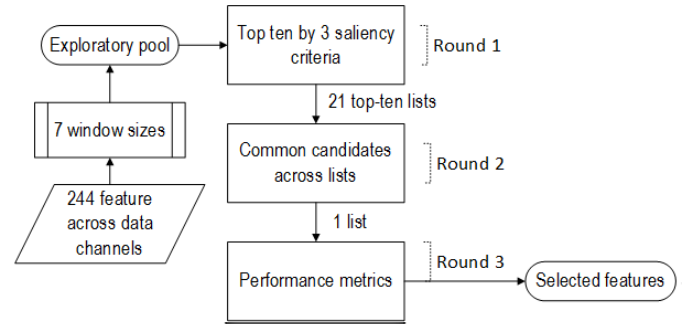 Exploratory pool
Top ten by 3 saliency
criteria
Round 1
21 top-ten lists
7 window sizes
Common candidates
across lists
Round 2
244 feature
across data
channels
1 list
Performance metrics
Round 3
Selected features